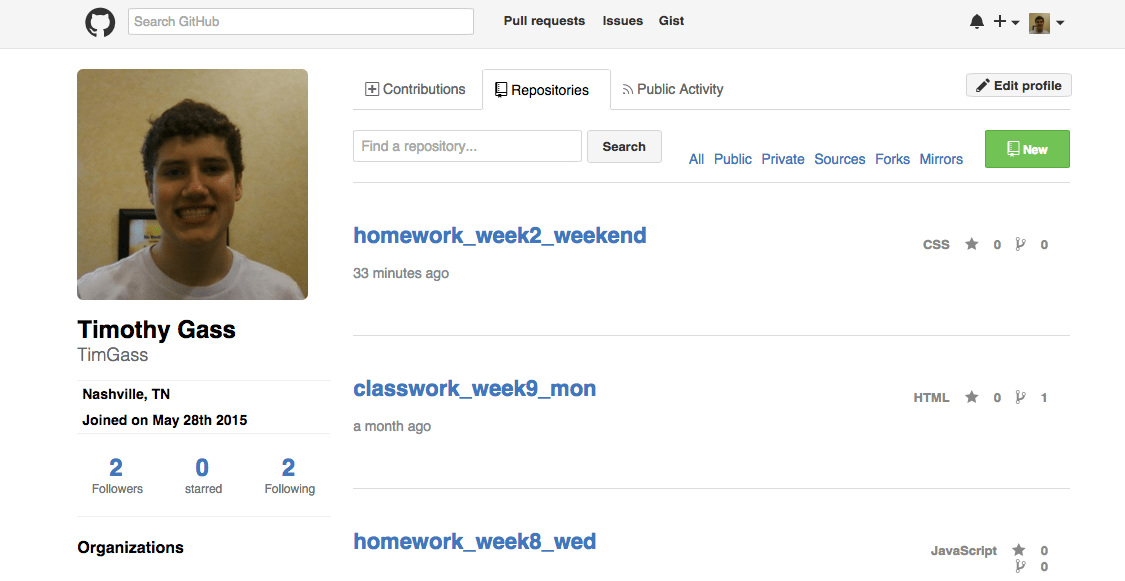 Search GitHub Pull requests Issues Gist
Contributions Repositories Public Activity Edit profile
Find a repository... Search All Public Private Sources Forks Mirrors New
homework_week2_weekend
CSS 0 0
33 minutes ago
Timothy Gass
TimGass
Nashville, TN
Joined on May 28th 2015
2 0 2
Followers starred Following
Organizations
classwork_week9_mon
HTML 0 1
a month ago
homework_week8_wed
JavaScript 0
0